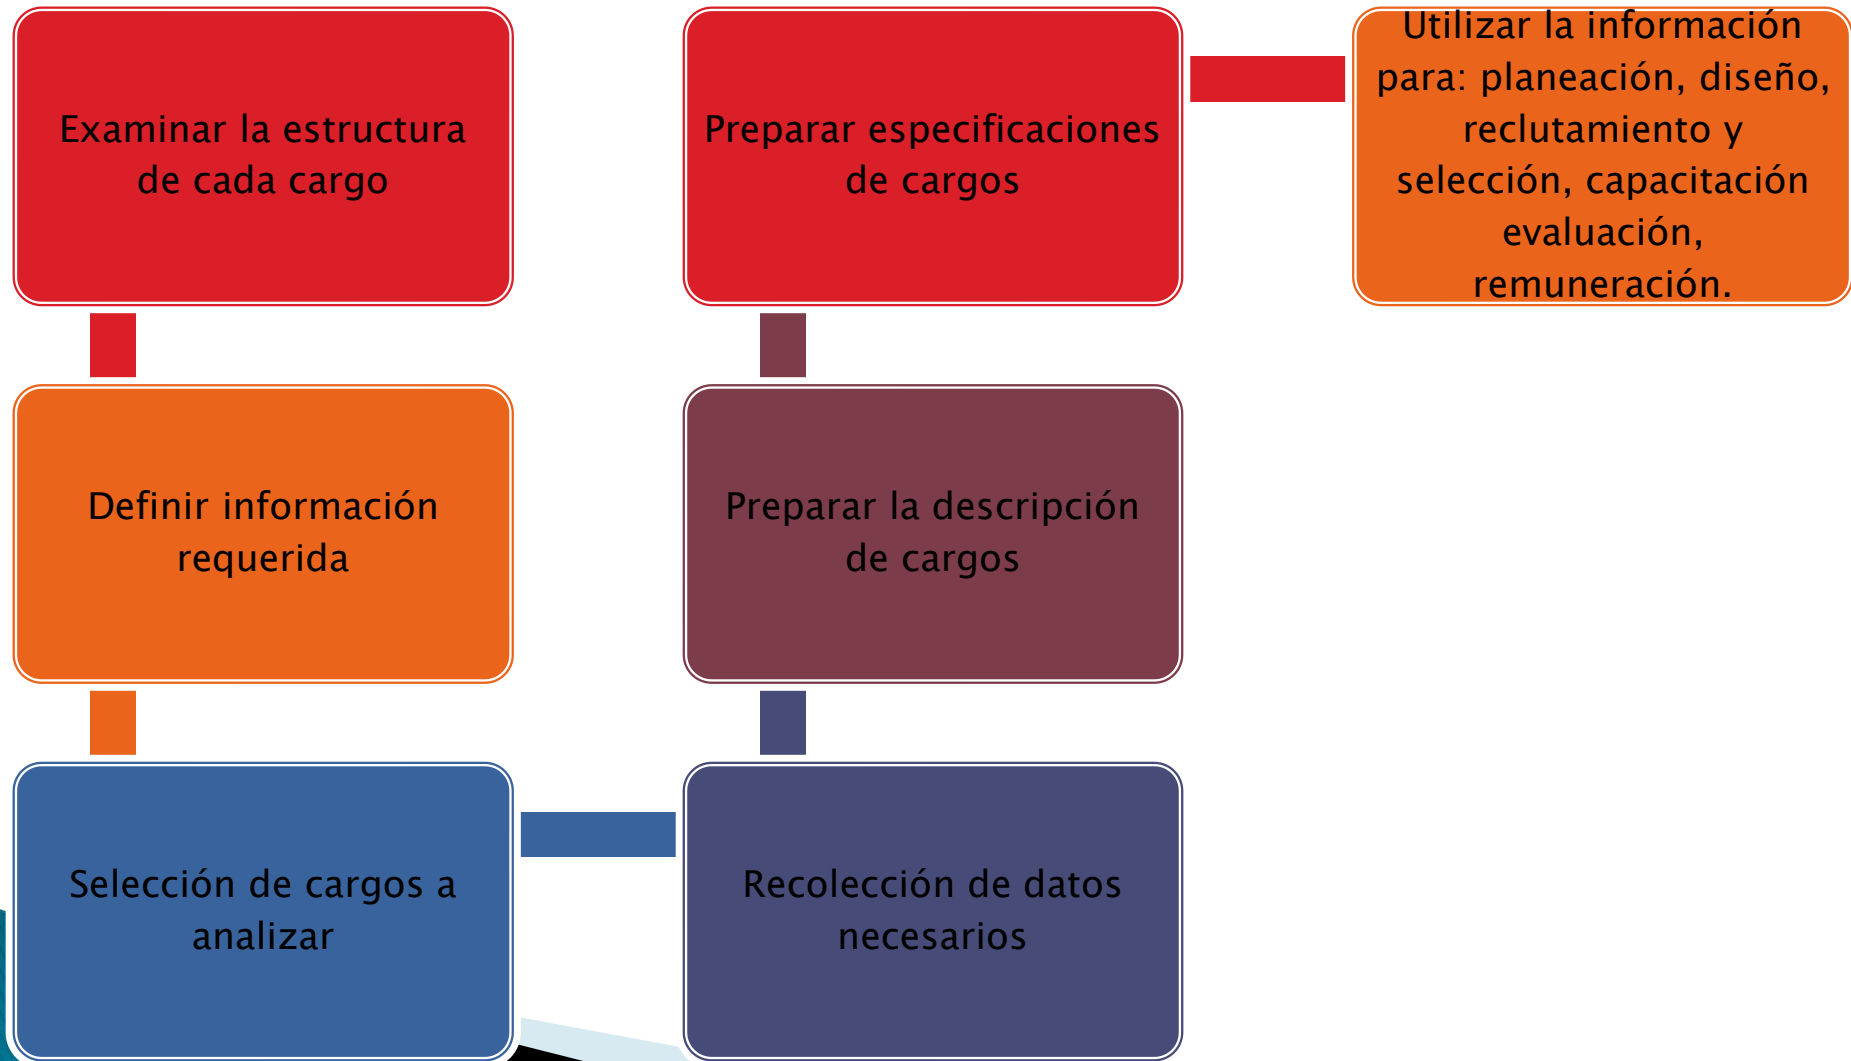 Examinar la estructura
de cada cargo
Definir información
requerida
Selección de cargos a
analizar
Recolección de datos
necesarios
Preparar la descripción
de cargos
Preparar especificaciones
de cargos
Utilizar la información
para: planeación, diseño,
reclutamiento y
selección, capacitación
evaluación,
remuneración.